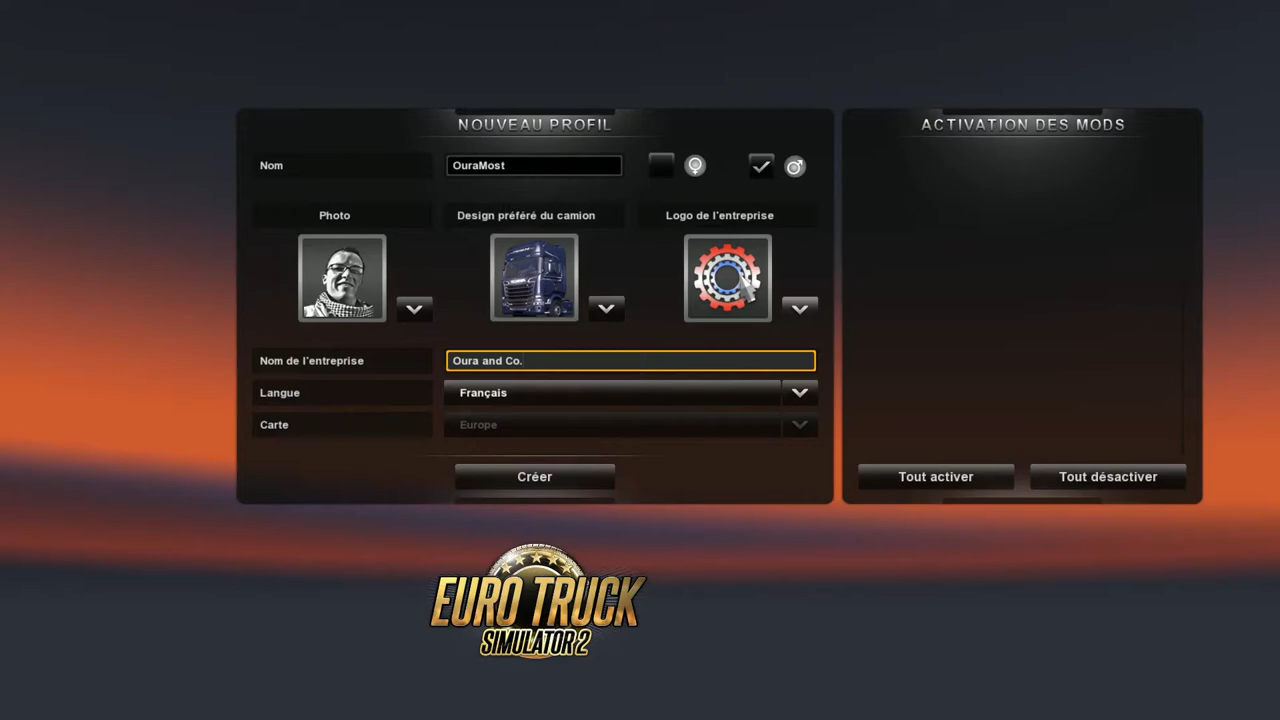 NOUVEAU PROFIL
Nom
OuraMost
Photo
Design préféré du camion
Logo de l'entreprise
Nom de l'entreprise
Oura and Co.
Langue
Français
Carte
Europe
Créer
ACTIVATION DES MODS
Tout activer
Tout désactiver
EURO TRUCK
SIMULATOR 2